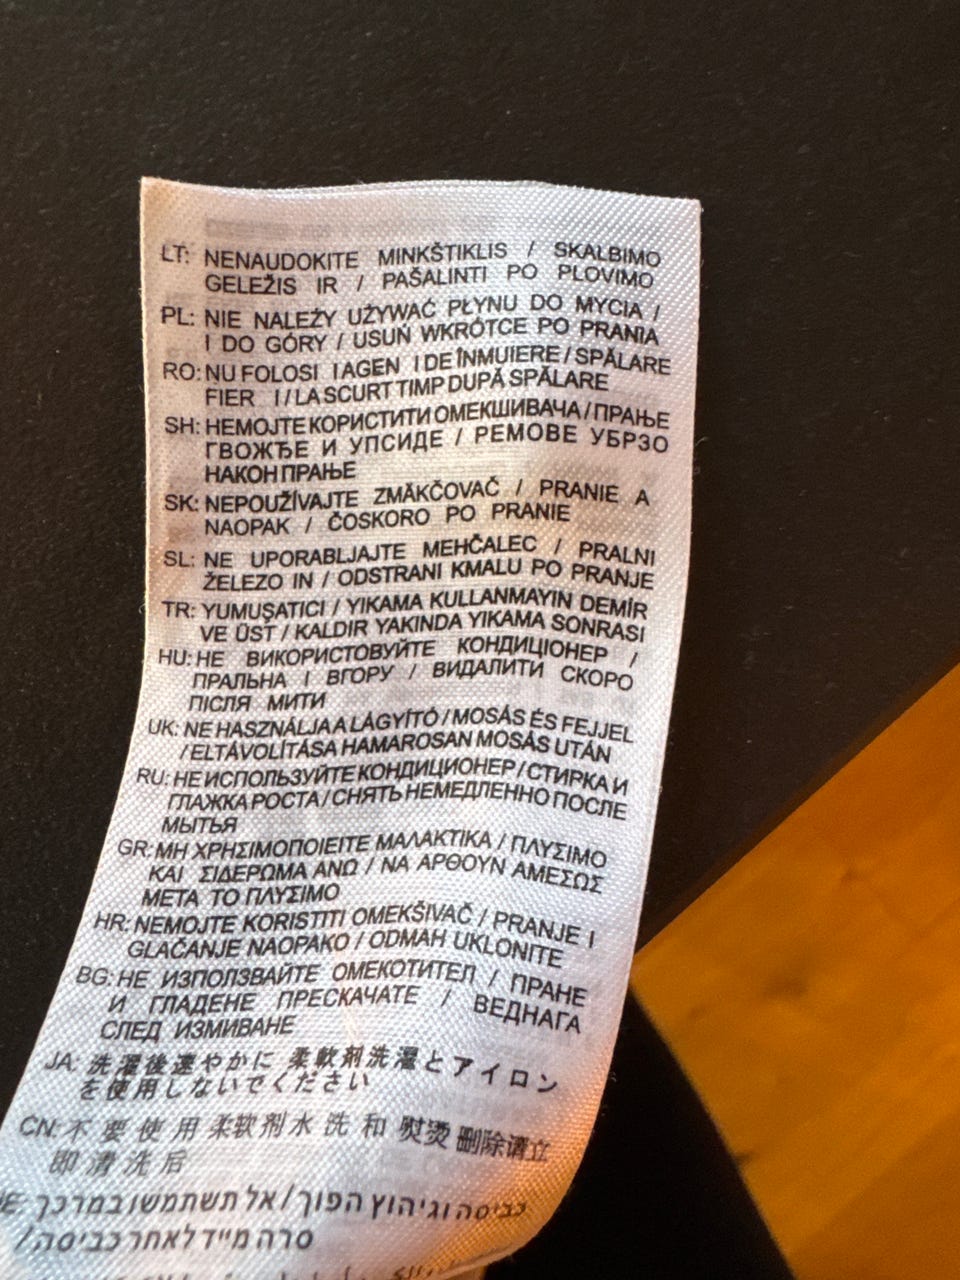 LT: NENAUDOKITE MINKŠTIKLIS / SKALBIMO
GELEŽIS IR / PAŠALINTI PO PLOVIMO
PL: NIE NALEŻY UŻYWAĆ PŁYNU DO MYCIA /
I DO GÓRY / USUŃ WKRÓTCE PO PRANIA
RO: NU FOLOSI IAGEN I DE ÎNMUIERE / SPĂLARE
FIER I / LA SCURT TIMP DUPĂ SPĂLARE
SH: НЕМОЈТЕ КОРИСТИТИ ОМЕКШИВАЧА / ПРАЊЕ
ГВОЖЂЕ И УПСИДЕ / РЕМОВЕ УБРЗО
НАКОН ПРАЊЕ
SK: NEPOUŽÍVAJTE ZMÄKČOVAČ / PRANIE A
NAOPAK / ČOSKORO PO PRANIE
SL: NE UPORABLJAJTE MEHČALEC / PRALNI
ŽELEZO IN / ODSTRANI KMALU PO PRANJE
TR: YUMUŞATICI / YIKAMA KULLANMAYIN DEMİR
VE ÜST / KALDIR YAKINDA YIKAMA SONRASI
HU: НЕ ВИКОРИСТОВУЙТЕ КОНДИЦІОНЕР /
ПРАЛЬНА І ВГОРУ / ВИДАЛИТИ СКОРО
ПІСЛЯ МИТИ
UK: NE HASZNÁLJA A LÁGYÍTÓ / MOSÁS ÉS FEJJEL
/ ELTÁVOLÍTÁSA HAMAROSAN MOSÁS UTÁN
RU: НЕ ИСПОЛЬЗУЙТЕ КОНДИЦИОНЕР / СТИРКА И
ГЛАЖКА РОСТА / СНЯТЬ НЕМЕДЛЕННО ПОСЛЕ
МЫТЬЯ
GR: ΜΗ ΧΡΗΣΙΜΟΠΟΙΕΙΤΕ ΜΑΛΑΚΤΙΚΑ / ΠΛΥΣΙΜΟ
ΚΑΙ ΣΙΔΕΡΩΜΑ ΑΝΩ / ΝΑ ΑΡΘΟΥΝ ΑΜΕΣΩΣ
ΜΕΤΑ ΤΟ ΠΛΥΣΙΜΟ
HR: NEMOJTE KORISTITI OMEKŠIVAČ / PRANJE I
GLAČANJE NAOPAKO / ODMAH UKLONITE
BG: НЕ ИЗПОЛЗВАЙТЕ ОМЕКОТИТЕЛ / ПРАНЕ
И ГЛАДЕНЕ ПРЕСКАЧАТЕ / ВЕДНАГА
СЛЕД ИЗМИВАНЕ
JA: 洗濯後速やかに 柔軟剤洗濯とアイロン
を使用しないでください
CN: 不要使用柔软剂水洗和 熨烫 删除请立
即清洗后
כביסה וגיהוץ הפוך / אל תשתמשו במרכך
סרה מייד לאחר כביסה /